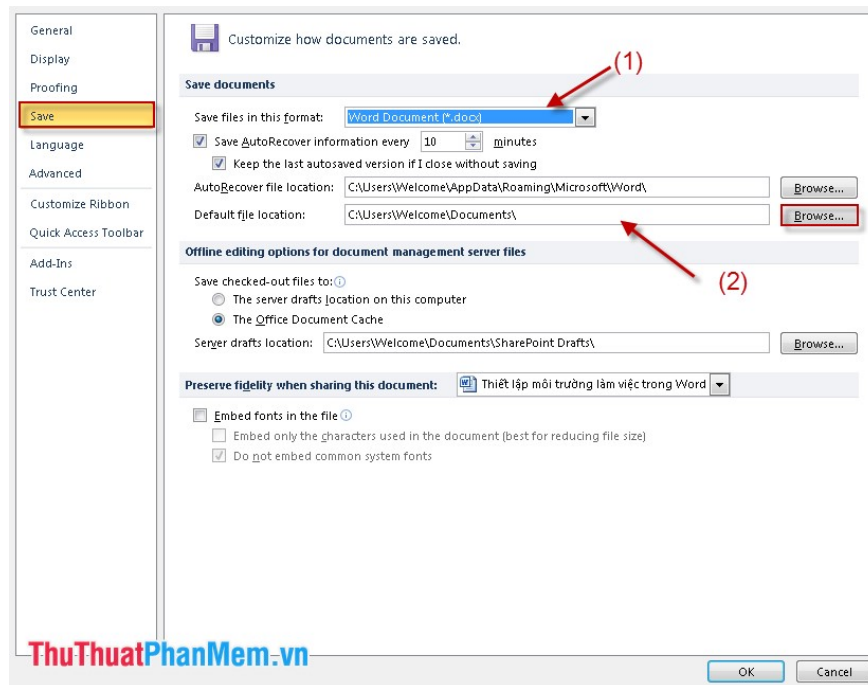 General
Display
Proofing
Save
Language
Advanced
Customize Ribbon
Quick Access Toolbar
Add-Ins
Trust Center
Customize how documents are saved.
(1)
Save documents
Save files in this format: Word Document (*.docx)
Save AutoRecover information every 10 minutes
Keep the last autosaved version if I close without saving
AutoRecover file location: C:\Users\Welcome\AppData\Roaming\Microsoft\Word\ Browse...
Default file location: C:\Users\Welcome\Documents\ Browse...
(2)
Offline editing options for document management server files
Save checked-out files to:
The server drafts location on this computer
The Office Document Cache
Server drafts location: C:\Users\Welcome\Documents\SharePoint Drafts\ Browse...
Preserve fidelity when sharing this document: Thiết lập môi trường làm việc trong Word
Embed fonts in the file
Embed only the characters used in the document (best for reducing file size)
Do not embed common system fonts
ThuThuatPhanMem.vn
OK Cancel